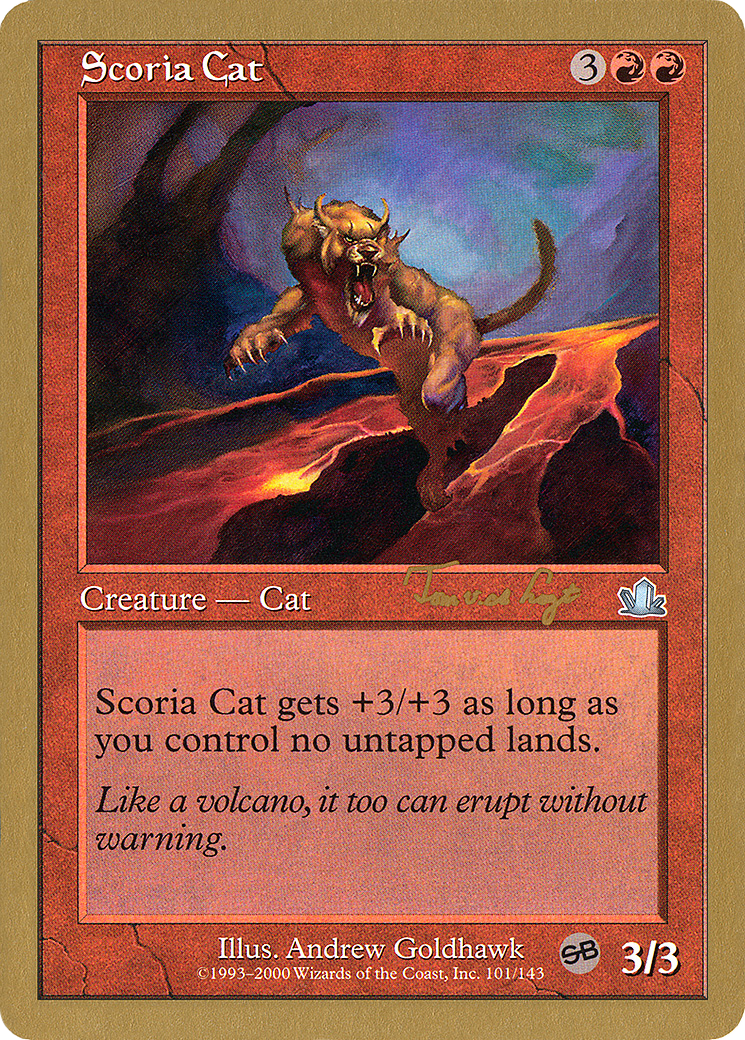 Scoria Cat 3
Creature — Cat
Scoria Cat gets +3/+3 as long as
you control no untapped lands.
Like a volcano, it too can erupt without
warning.
Illus. Andrew Goldhawk
©1993–2000 Wizards of the Coast, Inc. 101/143
SB 3/3